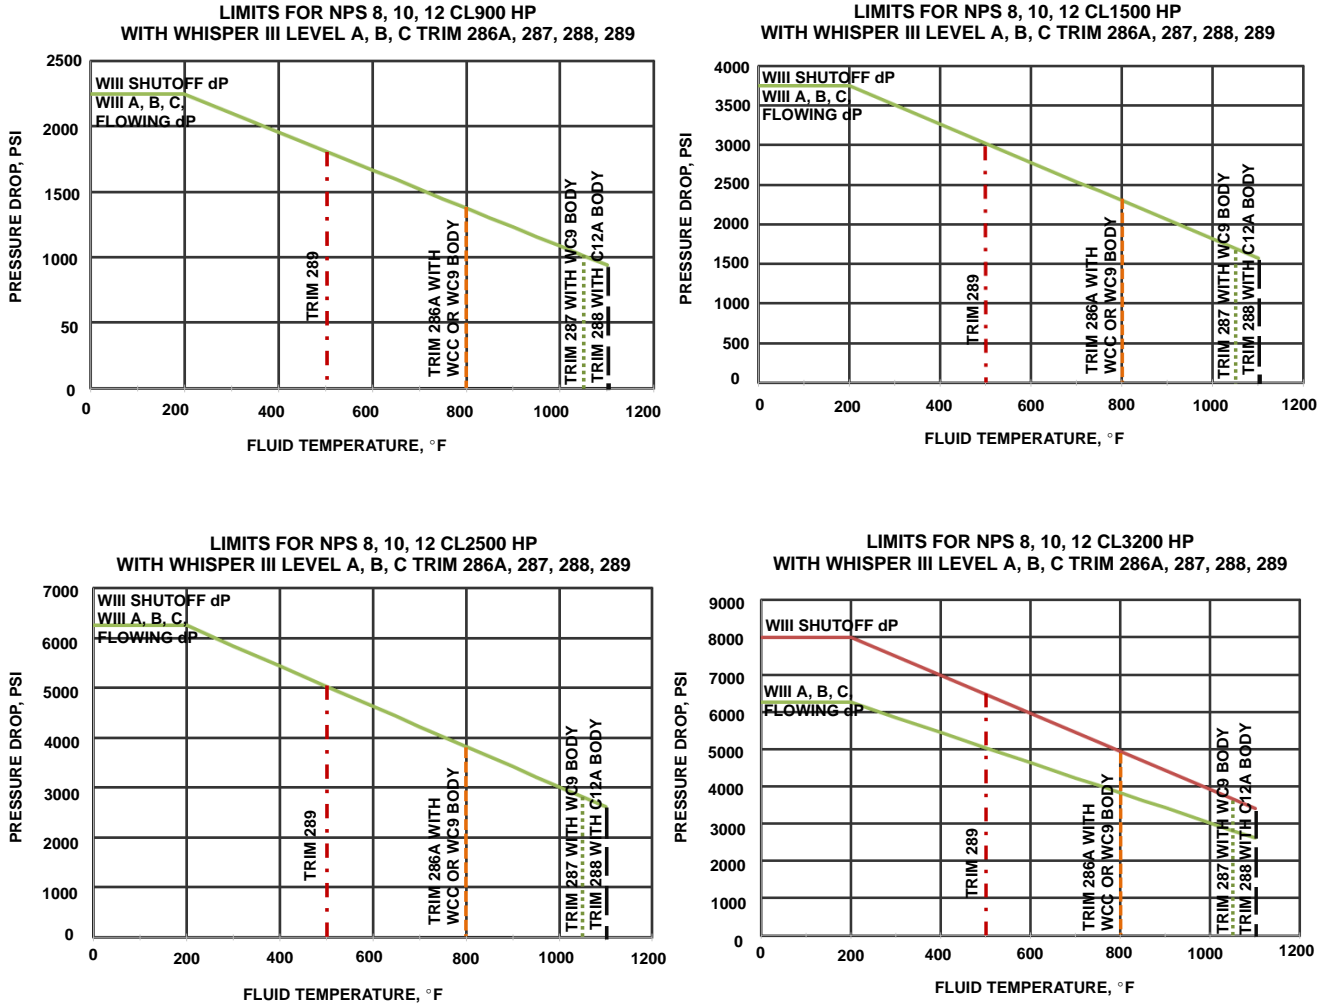 LIMITS FOR NPS 8, 10, 12 CL900 HP
WITH WHISPER III LEVEL A, B, C TRIM 286A, 287, 288, 289
2500
2000
1500
1000
50
0
PRESSURE DROP, PSI
WIII SHUTOFF dP
WIII A, B, C,
FLOWING dP
TRIM 289
TRIM 286A WITH
WCC OR WC9 BODY
TRIM 287 WITH WC9 BODY
TRIM 288 WITH C12A BODY
0
200
400
600
800
1000
1200
FLUID TEMPERATURE, °F
LIMITS FOR NPS 8, 10, 12 CL1500 HP
WITH WHISPER III LEVEL A, B, C TRIM 286A, 287, 288, 289
4000
3500
3000
2500
2000
1500
1000
500
0
PRESSURE DROP, PSI
WIII SHUTOFF dP
WIII A, B, C,
FLOWING dP
TRIM 289
TRIM 286A WITH
WCC OR WC9 BODY
TRIM 287 WITH WC9 BODY
TRIM 288 WITH C12A BODY
0
200
400
600
800
1000
1200
FLUID TEMPERATURE, °F
LIMITS FOR NPS 8, 10, 12 CL2500 HP
WITH WHISPER III LEVEL A, B, C TRIM 286A, 287, 288, 289
7000
6000
5000
4000
3000
2000
1000
0
PRESSURE DROP, PSI
WIII SHUTOFF dP
WIII A, B, C,
FLOWING dP
TRIM 289
TRIM 286A WITH
WCC OR WC9 BODY
TRIM 287 WITH WC9 BODY
TRIM 288 WITH C12A BODY
0
200
400
600
800
1000
1200
FLUID TEMPERATURE, °F
LIMITS FOR NPS 8, 10, 12 CL3200 HP
WITH WHISPER III LEVEL A, B, C TRIM 286A, 287, 288, 289
9000
8000
7000
6000
5000
4000
3000
2000
1000
0
PRESSURE DROP, PSI
WIII SHUTOFF dP
WIII A, B, C,
FLOWING dP
TRIM 289
TRIM 286A WITH
WCC OR WC9 BODY
TRIM 287 WITH WC9 BODY
TRIM 288 WITH C12A BODY
0
200
400
600
800
1000
1200
FLUID TEMPERATURE, °F